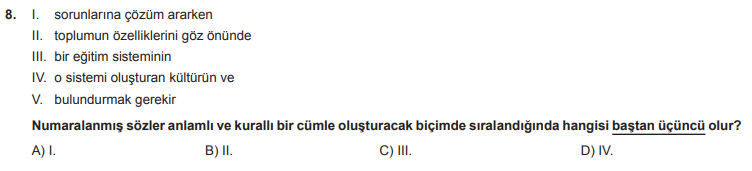 8. I. sorunlarına çözüm ararken
II. toplumun özelliklerini göz önünde
III. bir eğitim sisteminin
IV. o sistemi oluşturan kültürün ve
V. bulundurmak gerekir
Numaralanmış sözler anlamlı ve kurallı bir cümle oluşturacak biçimde sıralandığında hangisi baştan üçüncü olur?
A) I. B) II. C) III. D) IV.